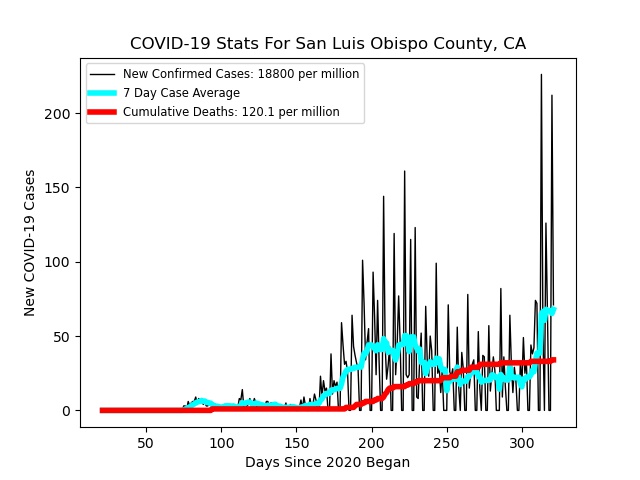 COVID-19 Stats For San Luis Obispo County, CA
New Confirmed Cases: 18800 per million
7 Day Case Average
Cumulative Deaths: 120.1 per million
New COVID-19 Cases
200
150
100
50
0
50 100 150 200 250 300
Days Since 2020 Began